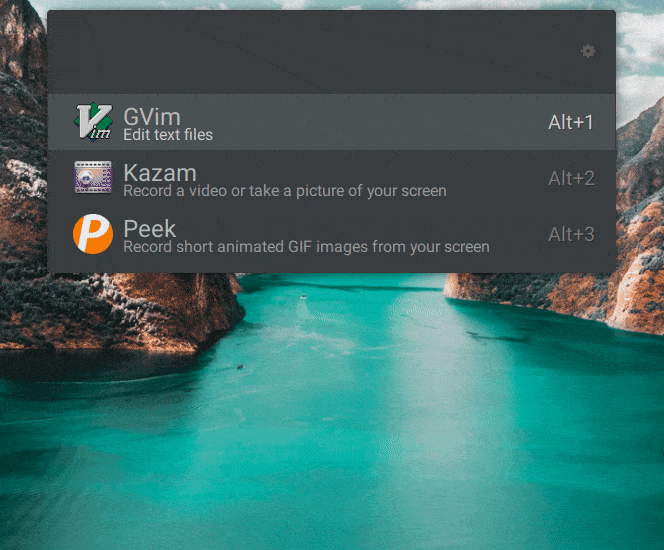 GVim
Edit text files
Alt+1
Vim
Kazam
Record a video or take a picture of your screen
Alt+2
Peek
Record short animated GIF images from your screen
Alt+3